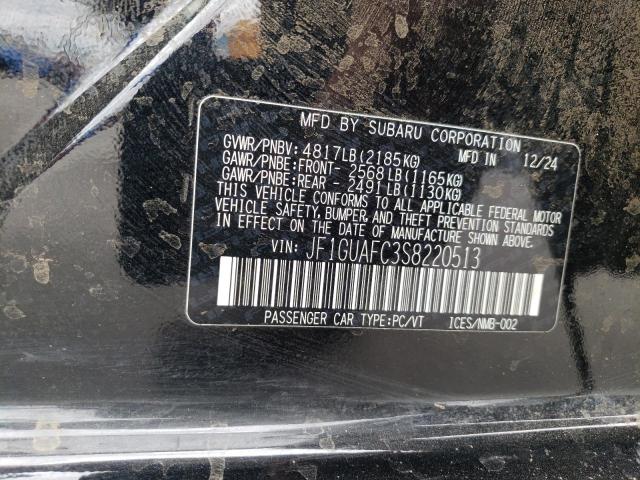 MFD BY SUBARU CORPORATION
GVWR/PNBV: 4817LB(2185KG) MFD IN 12/24
GAWR/PNBE:FRONT- 2568LB(1165KG)
GAWR/PNBE:REAR - 2491LB(1130KG)
THIS VEHICLE CONFORMS TO ALL APPLICABLE FEDERAL MOTOR
VEHICLE SAFETY, BUMPER, AND THEFT PREVENTION STANDARDS
IN EFFECT ON THE DATE OF MANUFACTURE SHOWN ABOVE.
VIN: JF1GUAFC3S8220513
PASSENGER CAR TYPE:PC/VT ICES/NMB-002